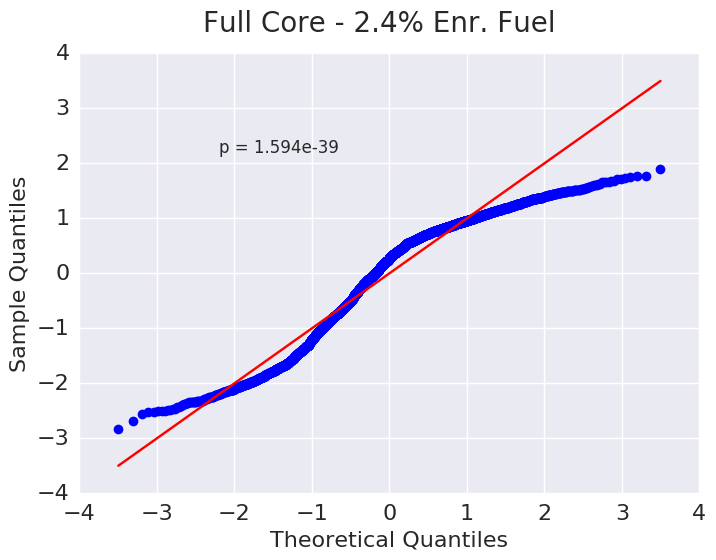 Full Core - 2.4% Enr. Fuel
4
3
p = 1.594e-39
2
1
0
−1
−2
−3
−4
Sample Quantiles
−4 −3 −2 −1 0 1 2 3 4
Theoretical Quantiles